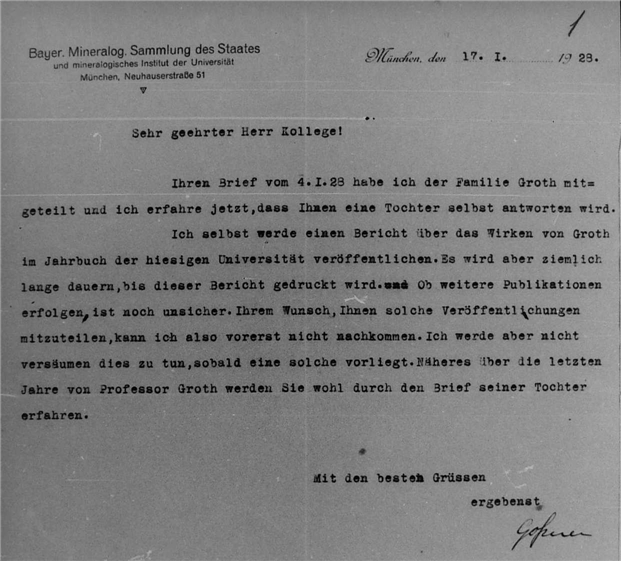 1
Bayer. Mineralog. Sammlung des Staates
und mineralogisches Institut der Universität
München, Neuhauserstraße 51
München, den 17. I. 1928.
Sehr geehrter Herr Kollege!
Ihren Brief vom 4.I.28 habe ich der Familie Groth mit=
geteilt und ich erfahre jetzt,dass Ihnen eine Tochter selbst antworten wird.
Ich selbst werde einen Bericht über das Wirken von Groth
im Jahrbuch der hiesigen Universität veröffentlichen.Es wird aber ziemlich
lange dauern,bis dieser Bericht gedruckt wird. Ob weitere Publikationen
erfolgen,ist noch unsicher. Ihrem Wunsch, Ihnen solche Veröffentlichungen
mitzuteilen,kann ich also vorerst nicht nachkommen. Ich werde aber nicht
versäumen dies zu tun,sobald eine solche vorliegt. Näheres über die letzten
Jahre von Professor Groth werden Sie wohl durch den Brief seiner Tochter
erfahren.
Mit den besten Grüssen
ergebenst